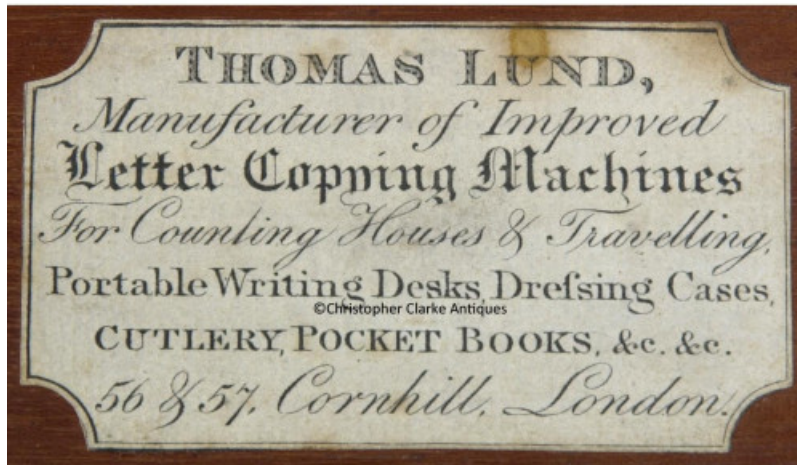 THOMAS LUND,
Manufacturer of Improved
Letter Copying Machines
For Counting Houses & Travelling,
Portable Writing Desks, Dreſsing Cases,
©Christopher Clarke Antiques
CUTLERY, POCKET BOOKS, &c. &c.
56 & 57, Cornhill, London.